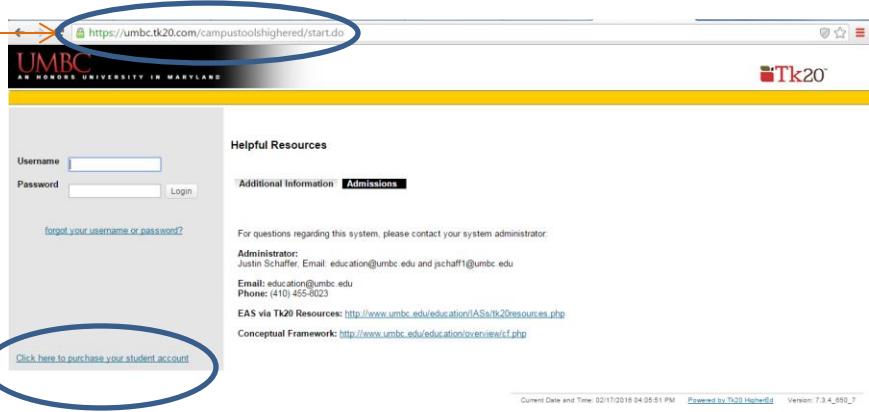 https://umbc.tk20.com/campustoolshighered/start.do
UMBC
AN HONORS UNIVERSITY IN MARYLAND
Tk20™
Helpful Resources
Username
Password
Login
Additional Information Admissions
forgot your username or password?
For questions regarding this system, please contact your system administrator:
Administrator:
Justin Schaffer, Email: education@umbc.edu and jschaff1@umbc.edu
Email: education@umbc.edu
Phone: (410) 455-8023
EAS via Tk20 Resources: http://www.umbc.edu/education/IASs/tk20resources.php
Conceptual Framework: http://www.umbc.edu/education/overview/cf.php
Click here to purchase your student account
Current Date and Time: 02/17/2016 04:05:51 PM Powered by Tk20 HigherEd Version: 7.3.4_650_7